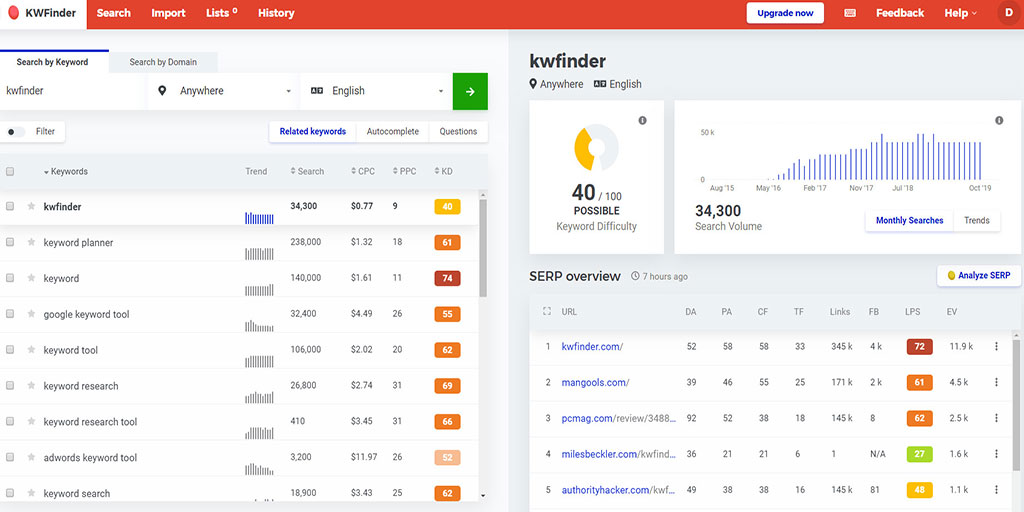 KWFinder Search Import Lists 0 History Upgrade now Feedback Help D
Search by Keyword Search by Domain
kwfinder Anywhere English
Filter Related keywords Autocomplete Questions
Keywords Trend Search CPC PPC KD
kwfinder 34,300 $0.77 9 40
keyword planner 238,000 $1.32 18 61
keyword 140,000 $1.61 11 74
google keyword tool 32,400 $4.49 26 55
keyword tool 106,000 $2.02 20 62
keyword research 26,800 $2.74 31 69
keyword research tool 410 $3.45 31 66
adwords keyword tool 3,200 $11.97 26 52
keyword search 18,900 $3.43 25 62
kwfinder
Anywhere English
40 / 100
POSSIBLE
Keyword Difficulty
50 k
0
Aug '15 May '16 Feb '17 Nov '17 Jul '18 Oct '19
34,300
Search Volume
Monthly Searches Trends
SERP overview 7 hours ago Analyze SERP
URL DA PA CF TF Links FB LPS EV
1 kwfinder.com/ 52 58 58 33 345 k 4 k 72 11.9 k
2 mangools.com/ 39 46 55 25 171 k 2 k 61 4.5 k
3 pcmag.com/review/3488... 92 52 38 18 145 k 8 62 2.5 k
4 milesbeckler.com/kwfind... 36 21 21 6 1 N/A 27 1.6 k
5 authorityhacker.com/kwf... 49 38 38 16 145 k 81 48 1.1 k